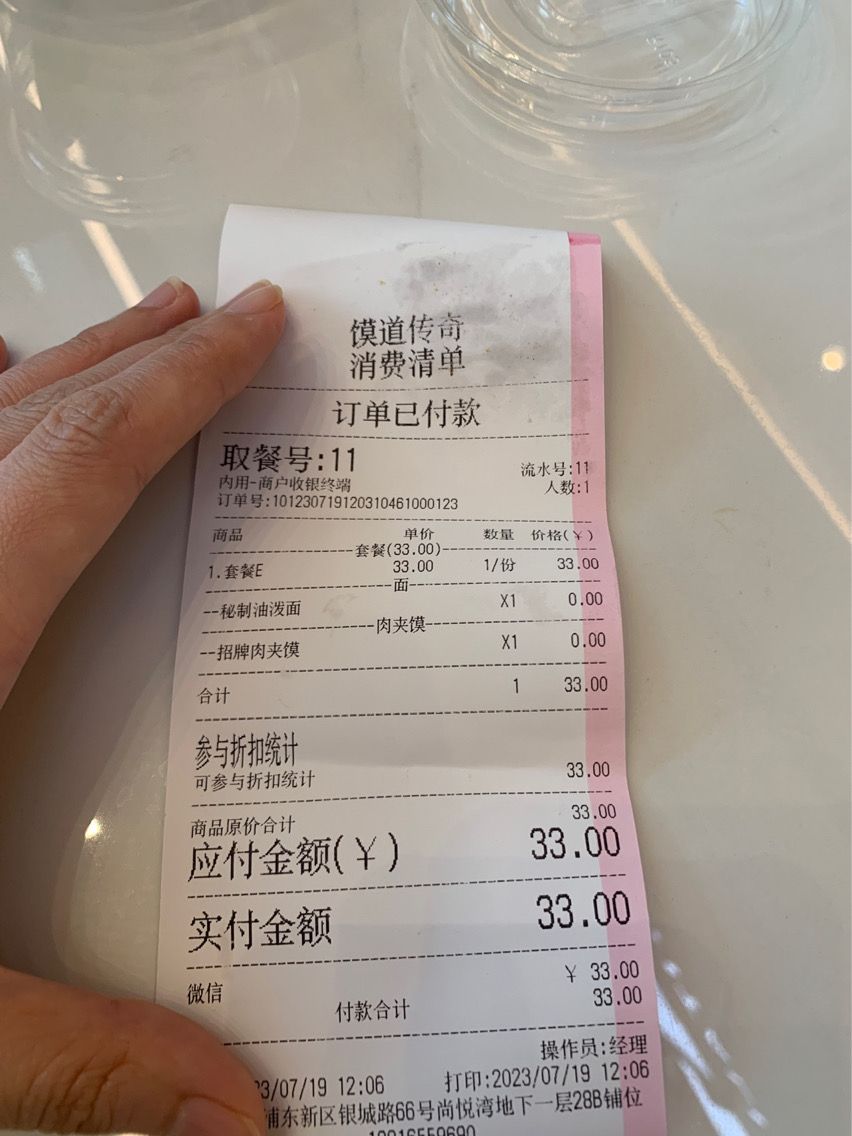 馍道传奇
消费清单
订单已付款
取餐号:11
流水号:11
内用-商户收银终端
人数:1
订单号:101230719120310461000123
商品 单价 数量 价格(¥)
套餐(33.00)
1.套餐E 33.00 1/份 33.00
面
--秘制油泼面 X1 0.00
肉夹馍
--招牌肉夹馍 X1 0.00
合计 1 33.00
参与折扣统计
可参与折扣统计 33.00
商品原价合计 33.00
应付金额(¥) 33.00
实付金额 33.00
微信 ¥ 33.00
付款合计 33.00
操作员:经理
3/07/19 12:06 打印:2023/07/19 12:06
浦东新区银城路66号尚悦湾地下一层28B铺位